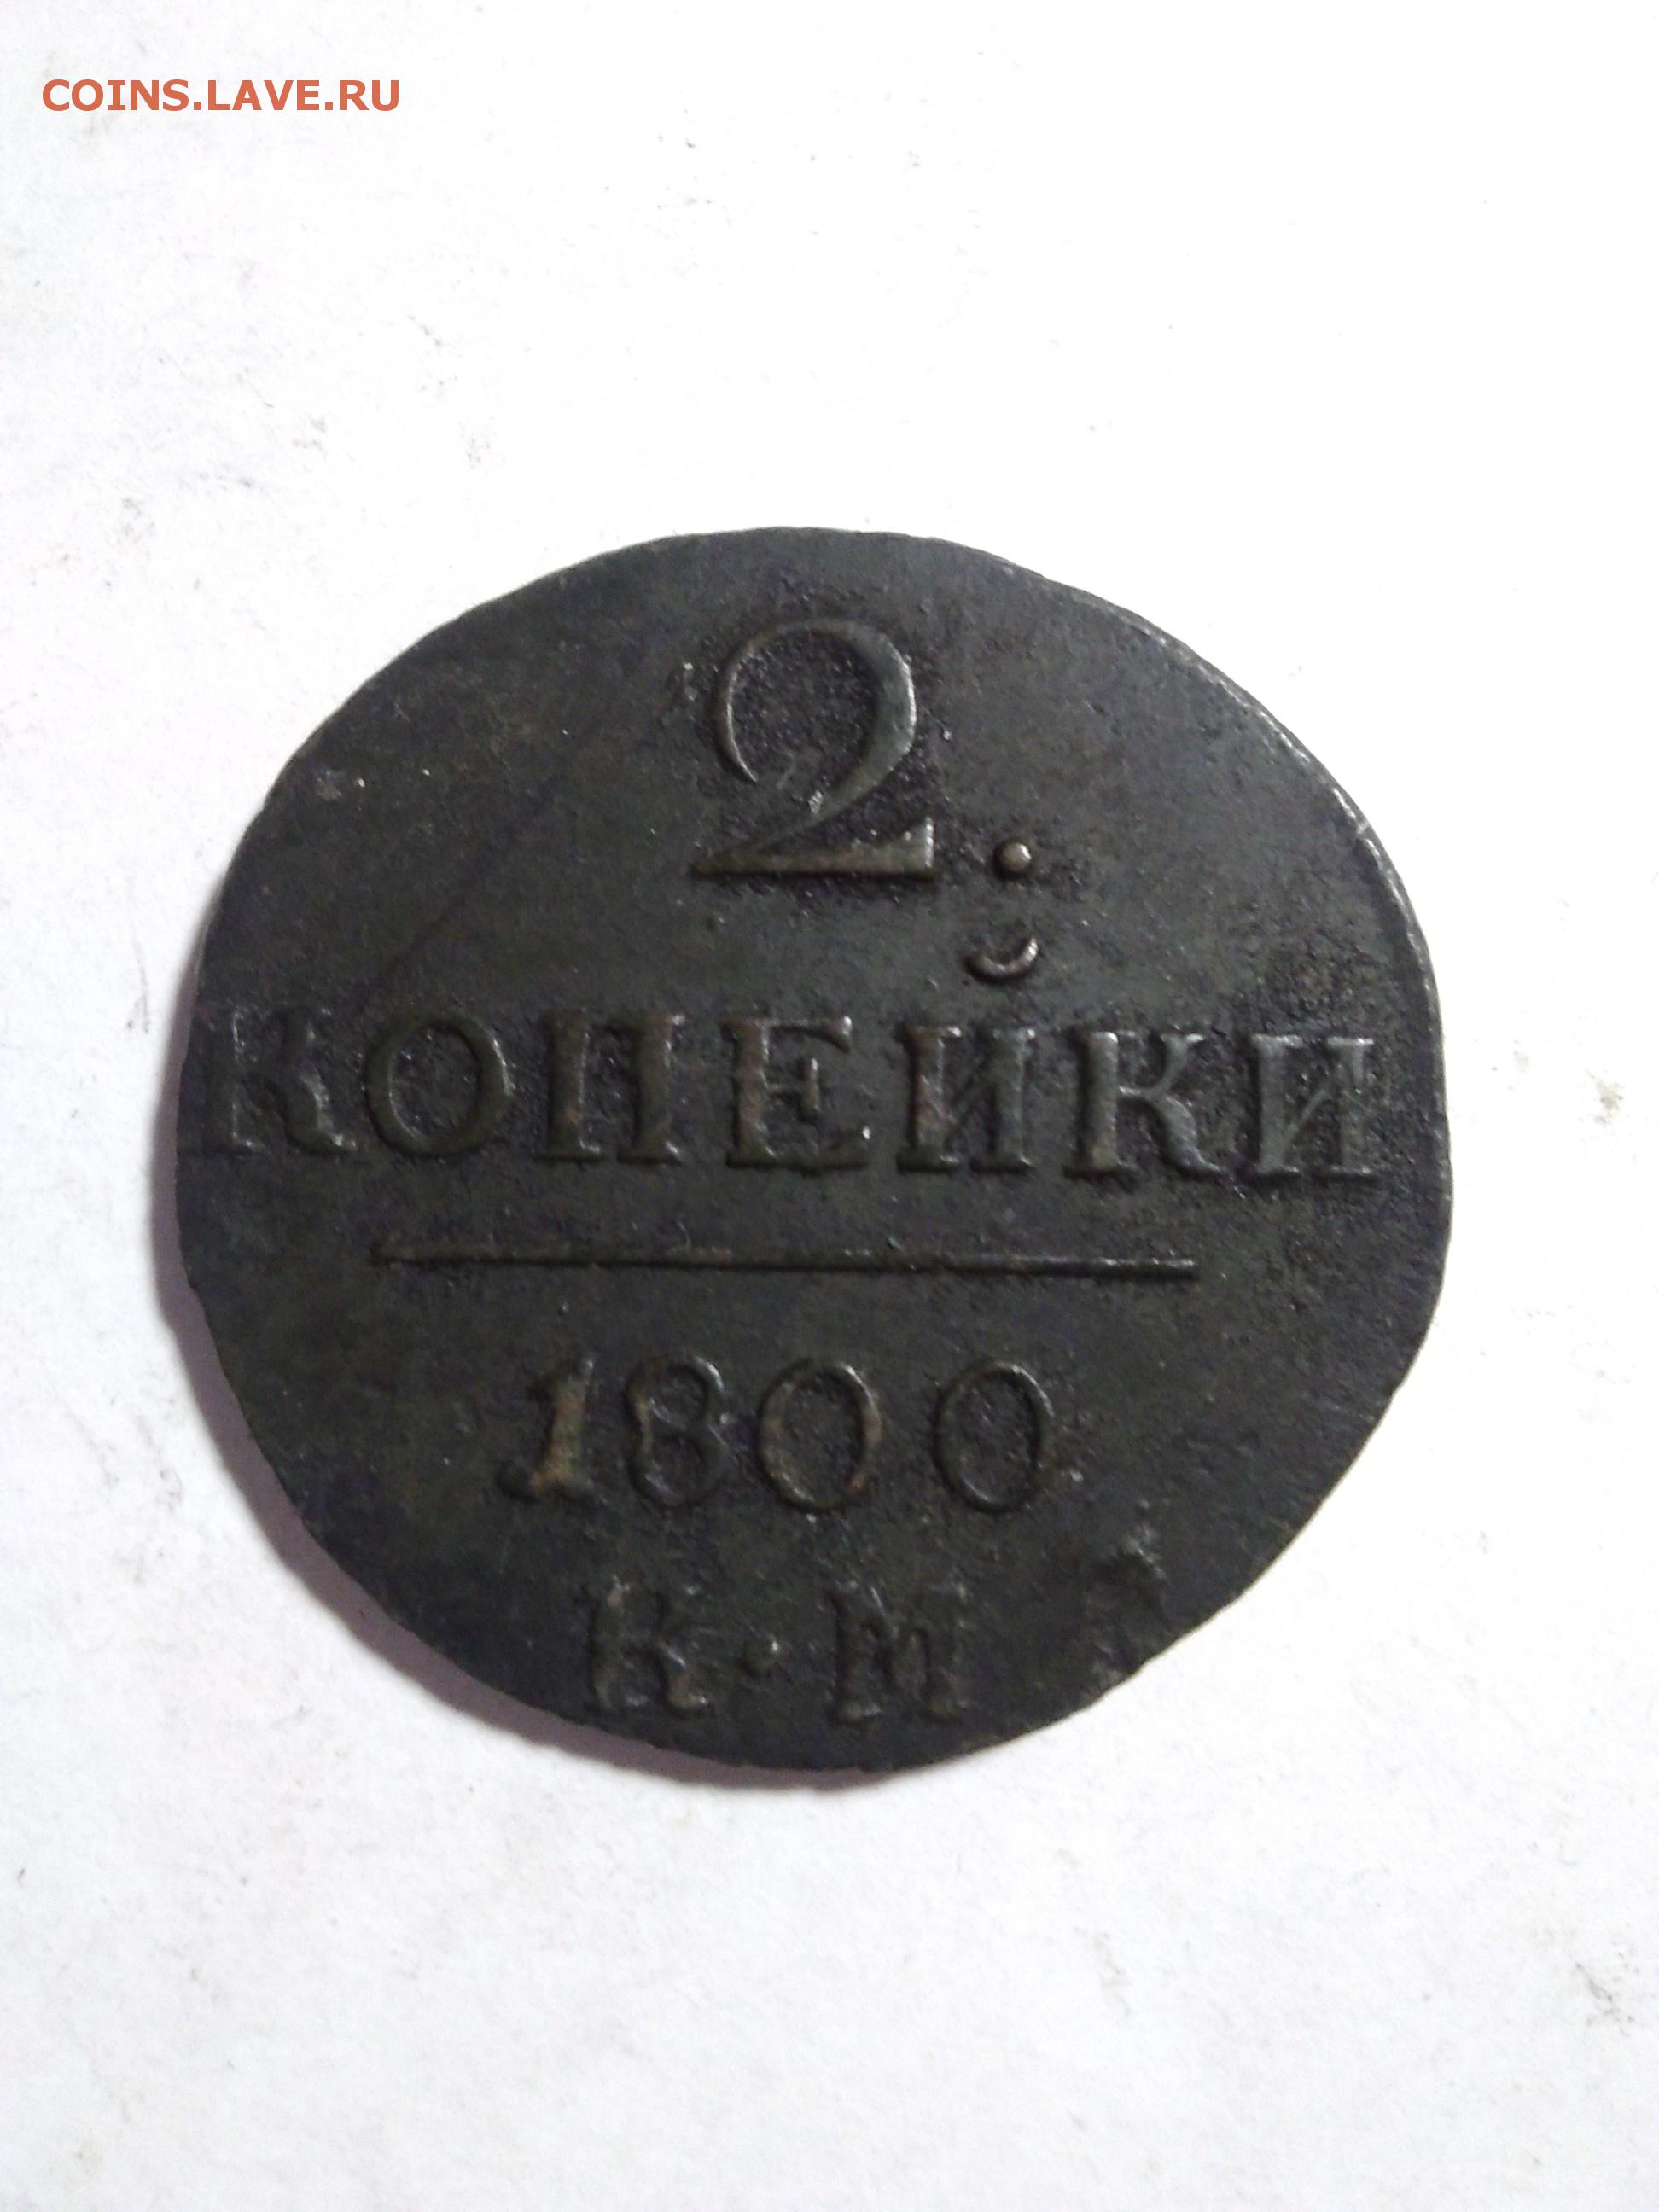 COINS.LAVE.RU
2.
КОПЕЙКИ
1800
К·М